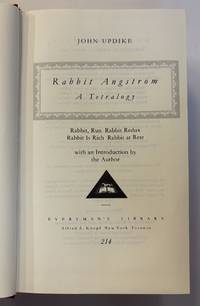 JOHN UPDIKE
Rabbit Angstrom
A Tetralogy
Rabbit, Run Rabbit Redux
Rabbit Is Rich Rabbit at Rest
with an Introduction by
the Author
EVERYMAN'S LIBRARY
Alfred A. Knopf New York Toronto
214